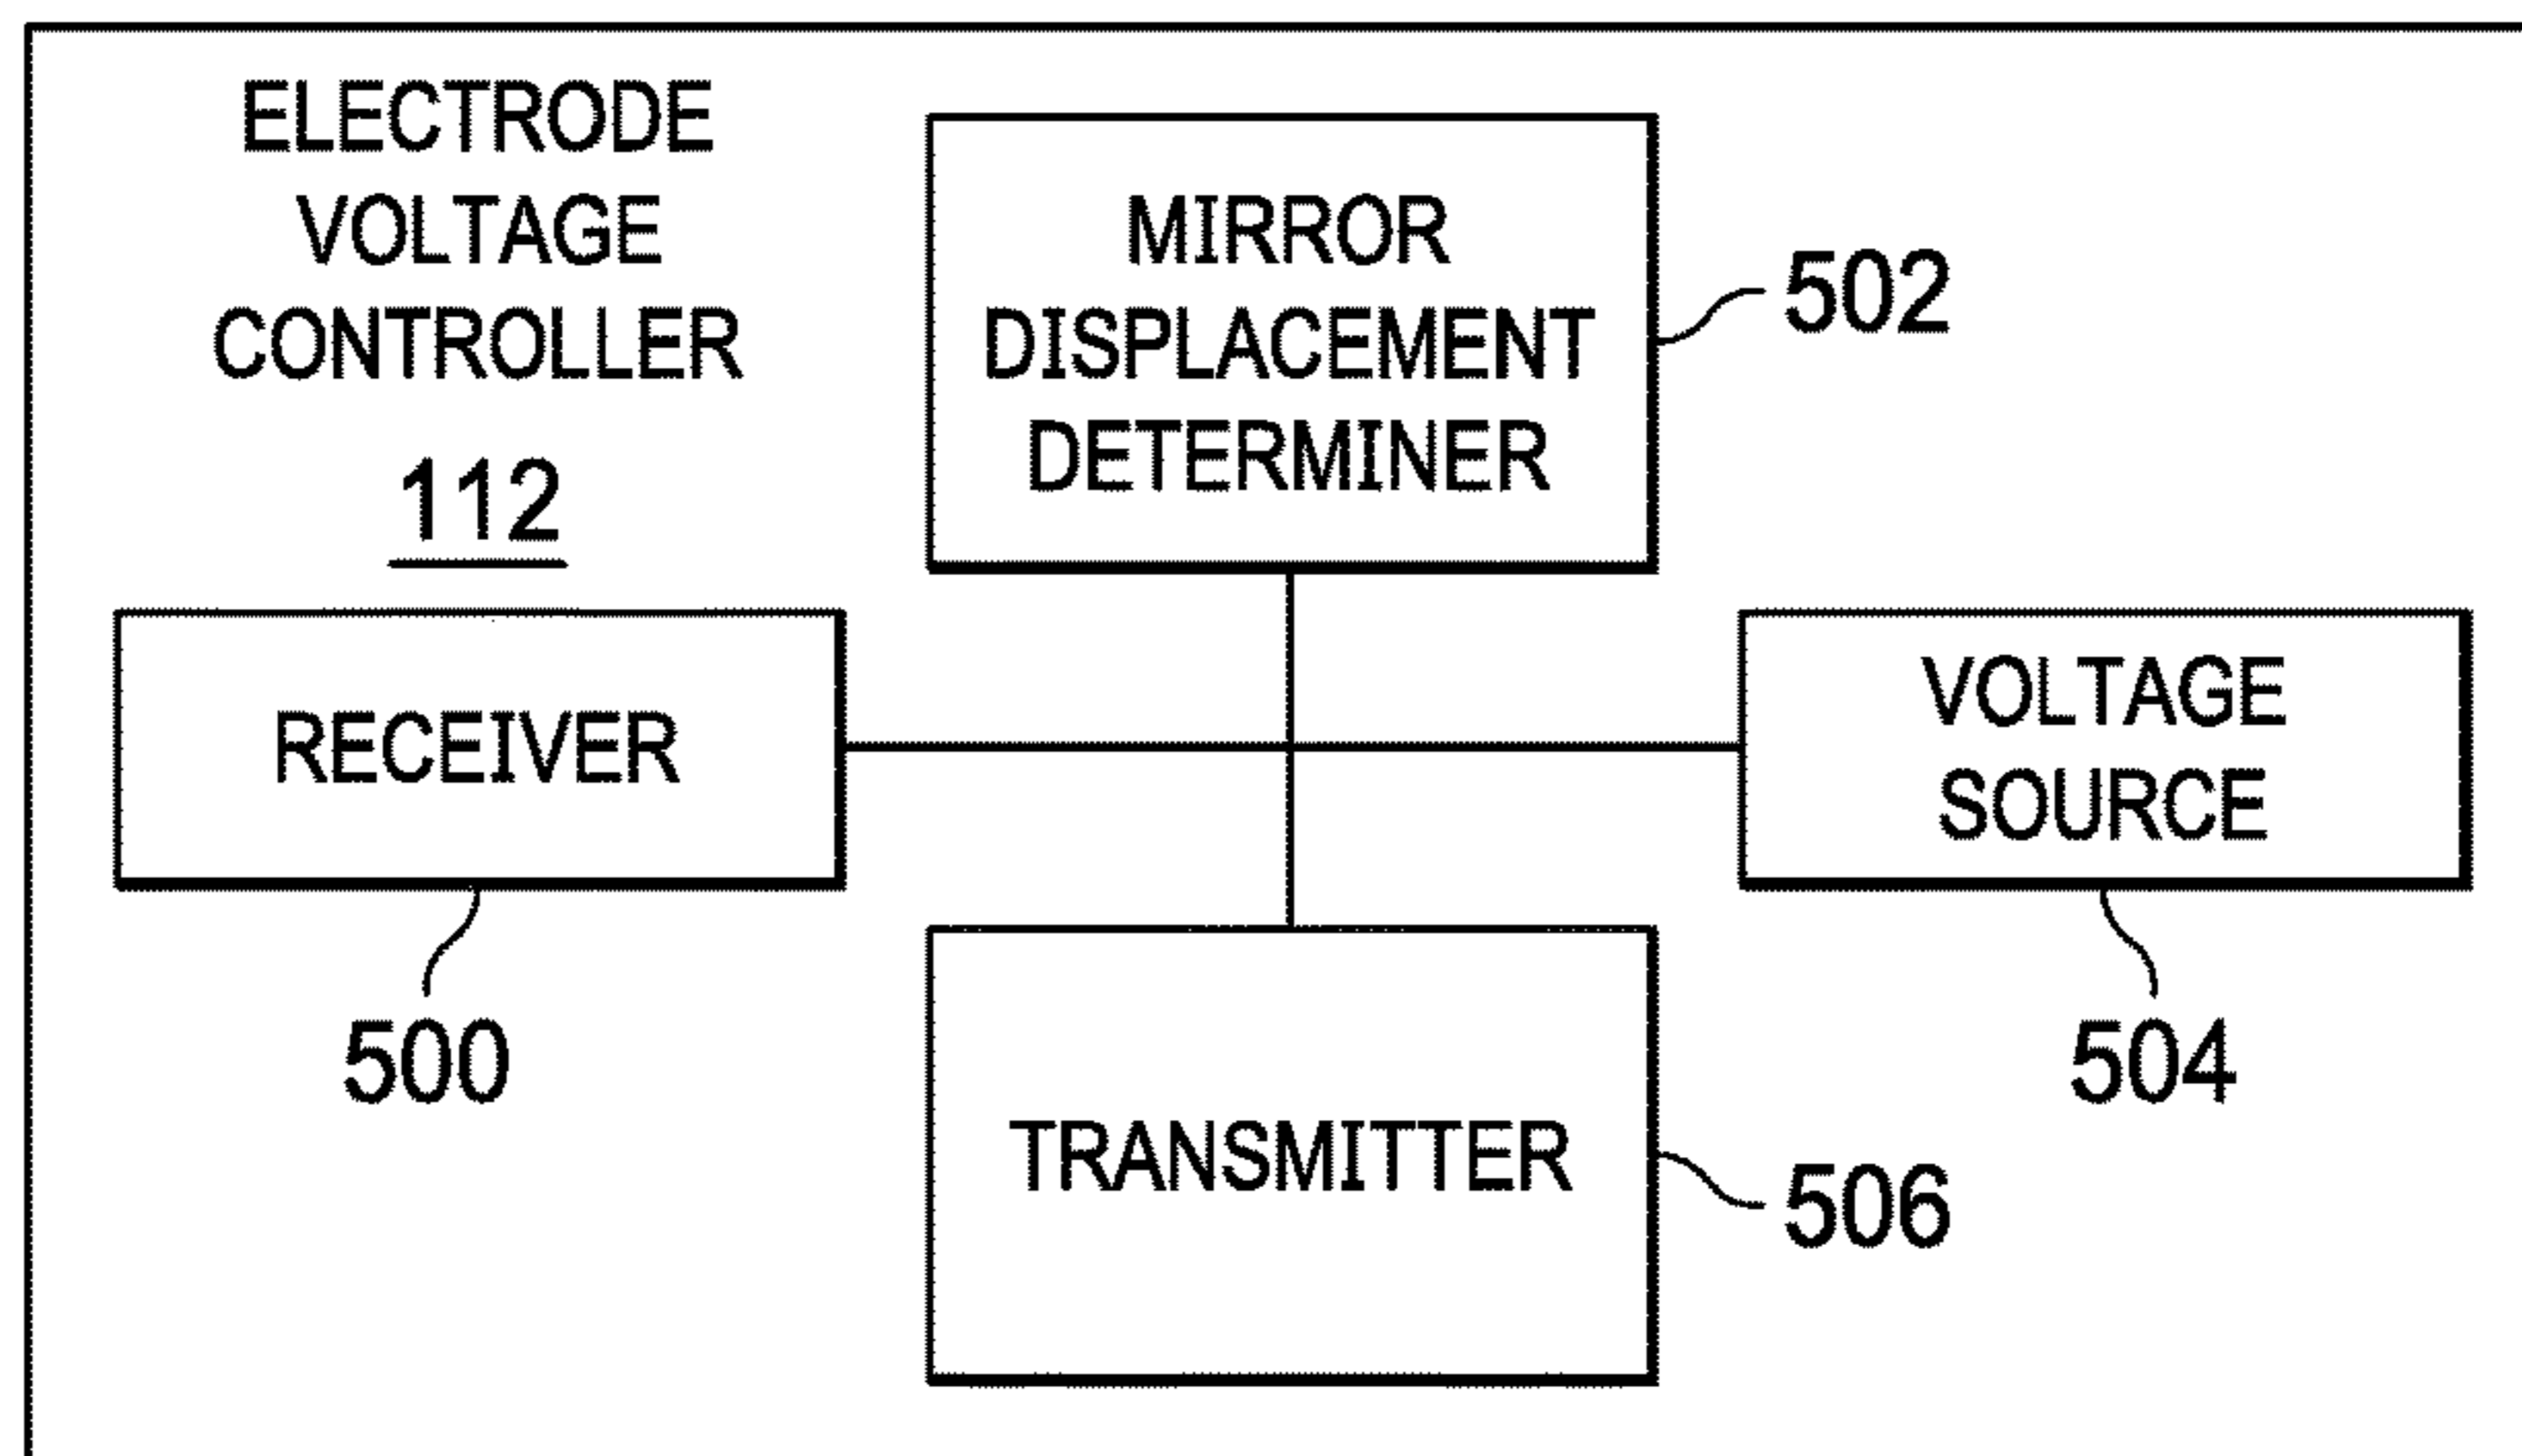 ELECTRODE
VOLTAGE
CONTROLLER
112
MIRROR
DISPLACEMENT
DETERMINER
502
RECEIVER
500
VOLTAGE
SOURCE
504
TRANSMITTER
506